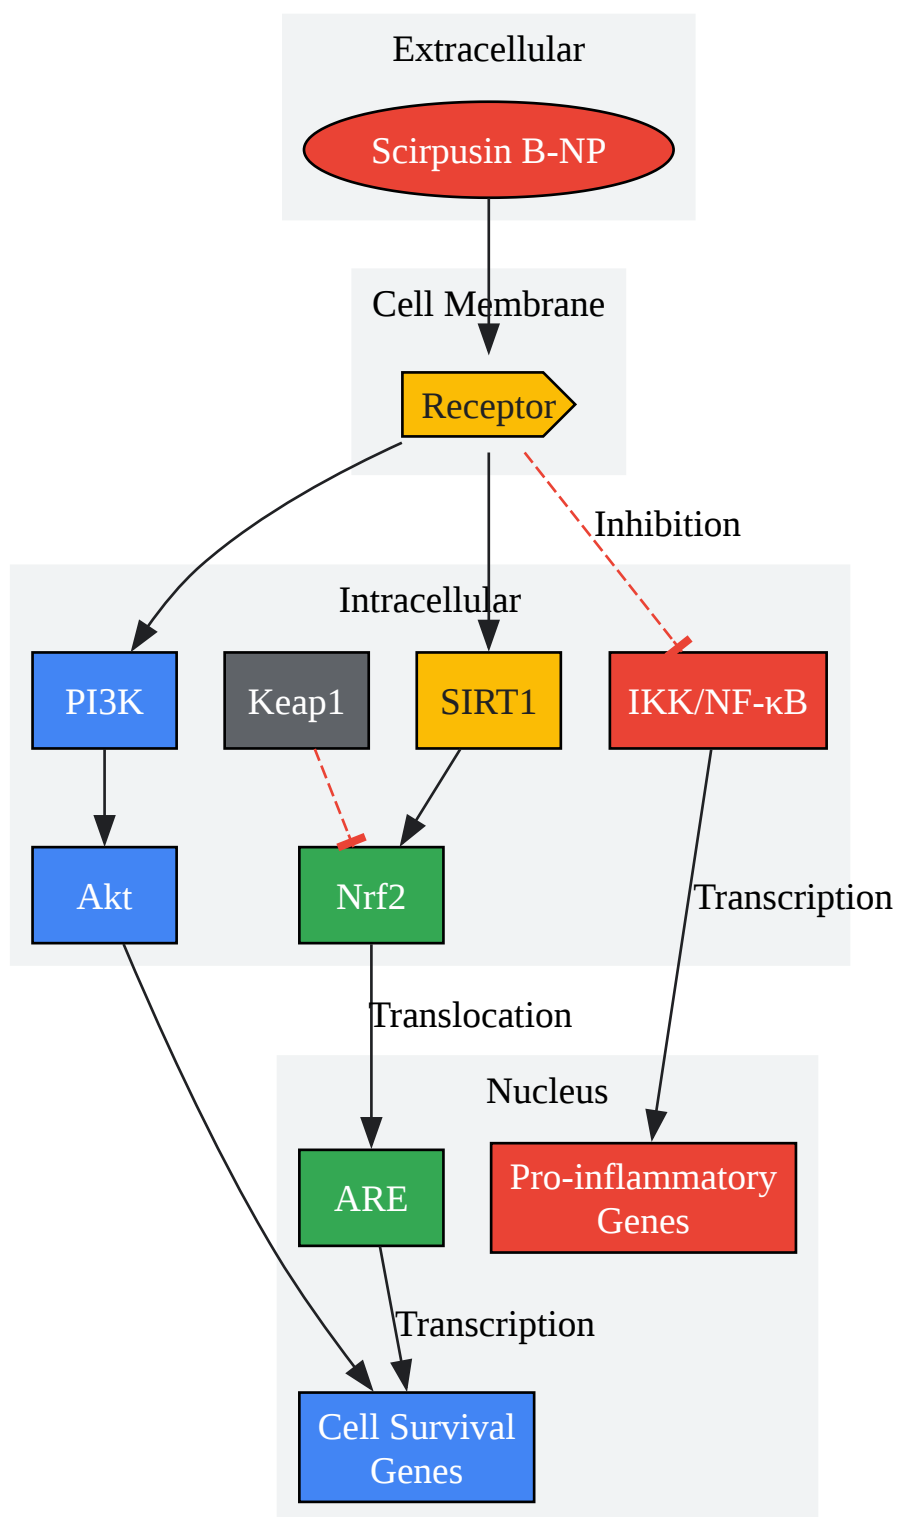 Extracellular
Scirpusin B-NP
Cell Membrane
Receptor
Inhibition
Intracellular
PI3K
Keap1
SIRT1
IKK/NF-κB
Akt
Nrf2
Transcription
Translocation
Nucleus
ARE
Pro-inflammatory
Genes
Transcription
Cell Survival
Genes